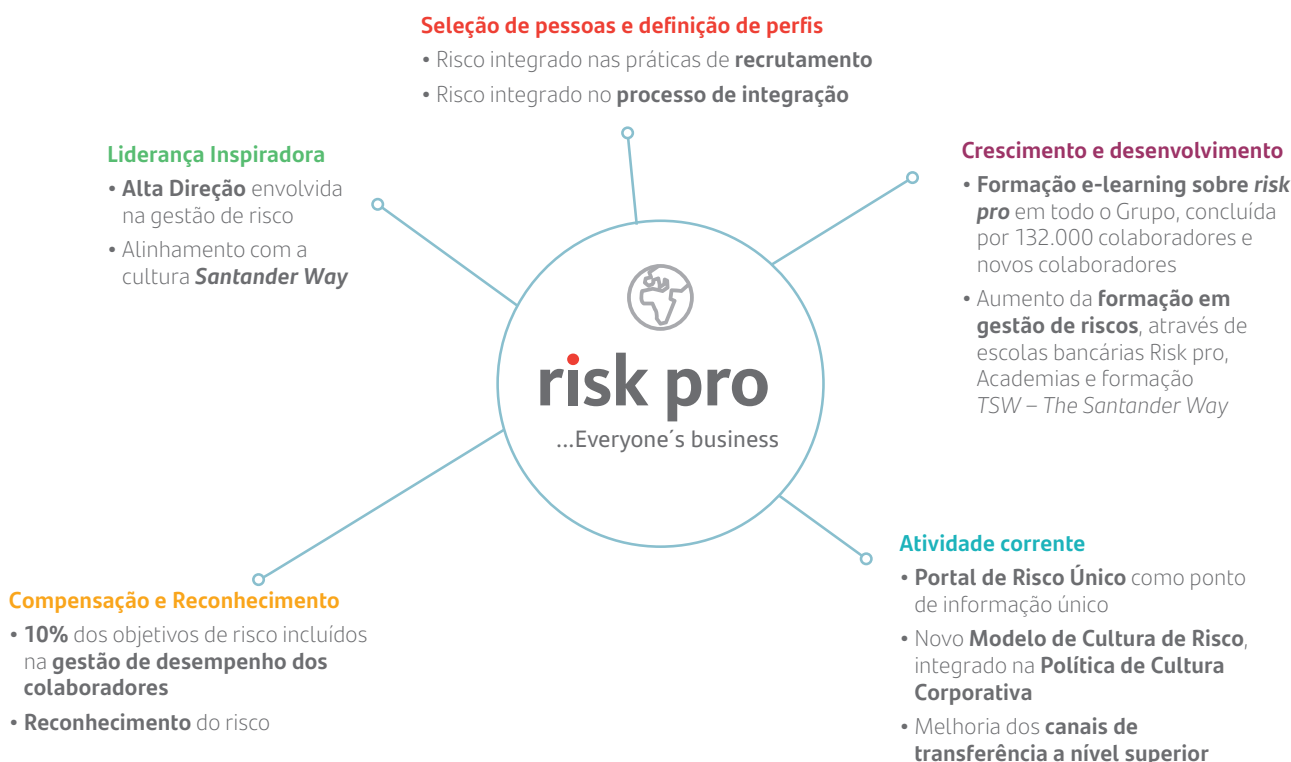 Seleção de pessoas e definição de perfis
• Risco integrado nas práticas de recrutamento
• Risco integrado no processo de integração
Liderança Inspiradora
• Alta Direção envolvida
na gestão de risco
• Alinhamento com a
cultura Santander Way
Crescimento e desenvolvimento
• Formação e-learning sobre risk
pro em todo o Grupo, concluída
por 132.000 colaboradores e
novos colaboradores
• Aumento da formação em
gestão de riscos, através de
escolas bancárias Risk pro,
Academias e formação
TSW – The Santander Way
risk pro
...Everyone´s business
Compensação e Reconhecimento
• 10% dos objetivos de risco incluídos
na gestão de desempenho dos
colaboradores
• Reconhecimento do risco
Atividade corrente
• Portal de Risco Único como ponto
de informação único
• Novo Modelo de Cultura de Risco,
integrado na Política de Cultura
Corporativa
• Melhoria dos canais de
transferência a nível superior